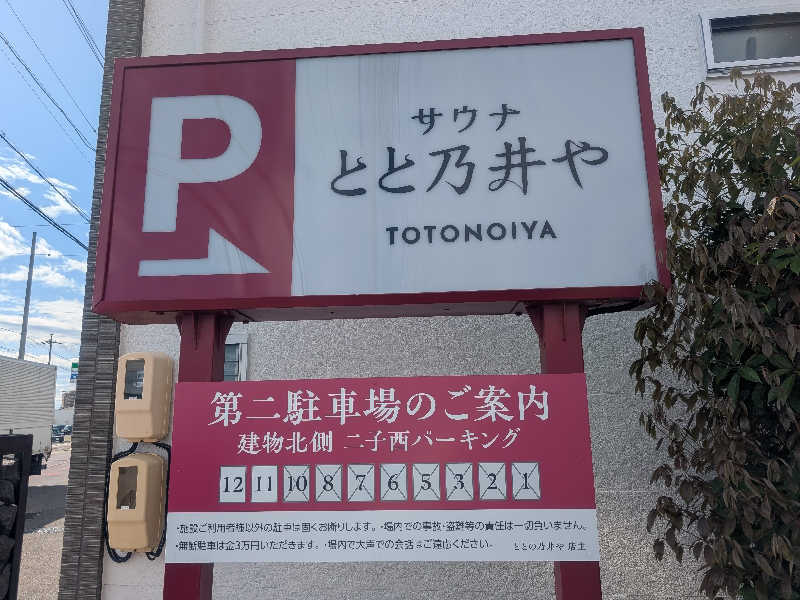 P
サウナ
とと乃井や
TOTONOIYA
第二駐車場のご案内
建物北側 二子西パーキング
12 11 10 8 7 6 5 3 2 1
・施設ご利用者様以外の駐車は固くお断りします。・場内での事故・盗難等の責任は一切負いません。
・無断駐車は金3万円いただきます。・場内で大声での会話はご遠慮ください。
ととの乃井や 店主